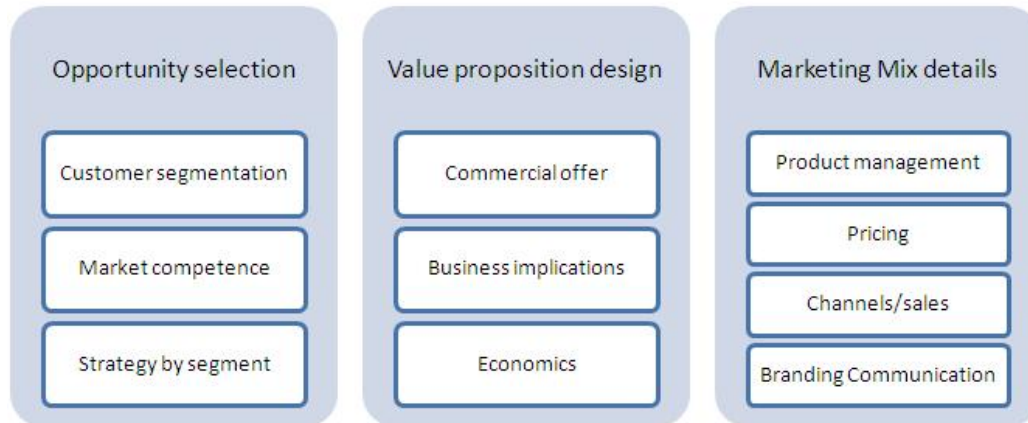 Opportunity selection
Customer segmentation
Market competence
Strategy by segment
Value proposition design
Commercial offer
Business implications
Economics
Marketing Mix details
Product management
Pricing
Channels/sales
Branding Communication